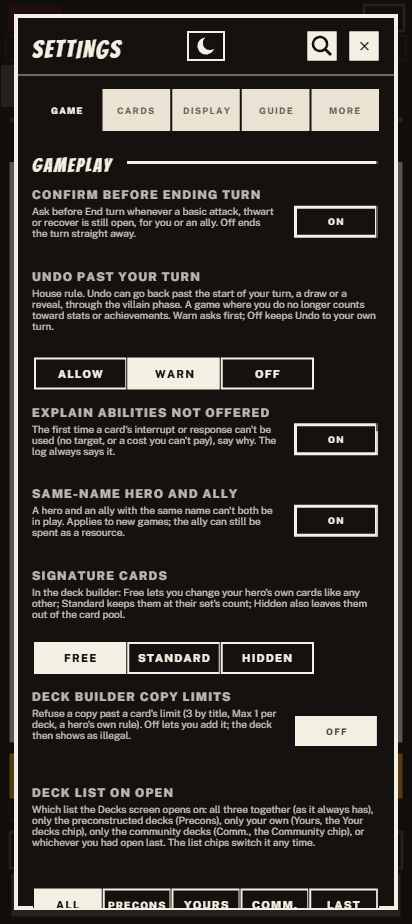 SETTINGS
GAME
CARDS
DISPLAY
GUIDE
MORE
GAMEPLAY
CONFIRM BEFORE ENDING TURN
Ask before End turn whenever a basic attack, thwart
or recover is still open, for you or an ally. Off ends
the turn straight away.
ON
UNDO PAST YOUR TURN
House rule. Undo can go back past the start of your turn, a draw or a
reveal, through the villain phase. A game where you do no longer counts
toward stats or achievements. Warn asks first; Off keeps Undo to your own
turn.
ALLOW
WARN
OFF
EXPLAIN ABILITIES NOT OFFERED
The first time a card's interrupt or response can't be
used (no target, or a cost you can't pay), say why. The
log always says it.
ON
SAME-NAME HERO AND ALLY
A hero and an ally with the same name can't both be
in play. Applies to new games; the ally can still be
spent as a resource.
ON
SIGNATURE CARDS
In the deck builder: Free lets you change your hero's own cards like any
other; Standard keeps them at their set's count; Hidden also leaves them
out of the card pool.
FREE
STANDARD
HIDDEN
DECK BUILDER COPY LIMITS
Refuse a copy past a card's limit (3 by title, Max 1 per
deck, a hero's own rule). Off lets you add it; the deck
then shows as illegal.
OFF
DECK LIST ON OPEN
Which list the Decks screen opens on: all three together (as it always has),
only the preconstructed decks (Precons), only your own (Yours, the Your
decks chip), only the community decks (Comm., the Community chip), or
whichever you had open last. The list chips switch it any time.
ALL
PRECONS
YOURS
COMM.
LAST